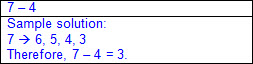 7 – 4
Sample solution:
7 → 6, 5, 4, 3
Therefore, 7 – 4 = 3.